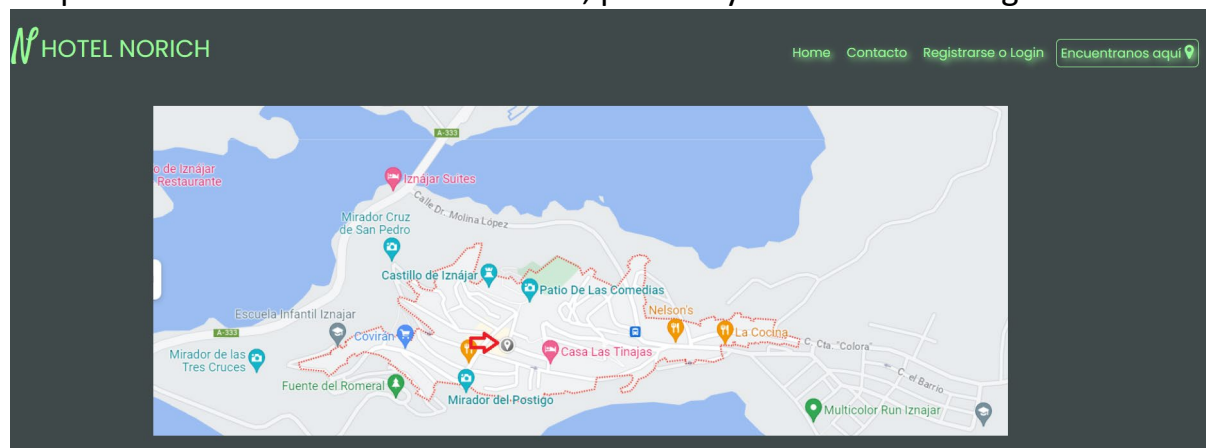 HOTEL NORICH
Home Contacto Registrarse o Login Encuentranos aquí
A-333
o de Iznájar
Restaurante
Iznájar Suites
Calle Dr. Molina López
Mirador Cruz
de San Pedro
Castillo de Iznájar
Patio De Las Comedias
Escuela Infantil Iznajar
Nelson's
A-333
Covirán
La Cocina
C. Cta. "Colora"
Mirador de las
Tres Cruces
Casa Las Tinajas
C. el Barrio
Fuente del Romeral
Mirador del Postigo
Multicolor Run Iznajar